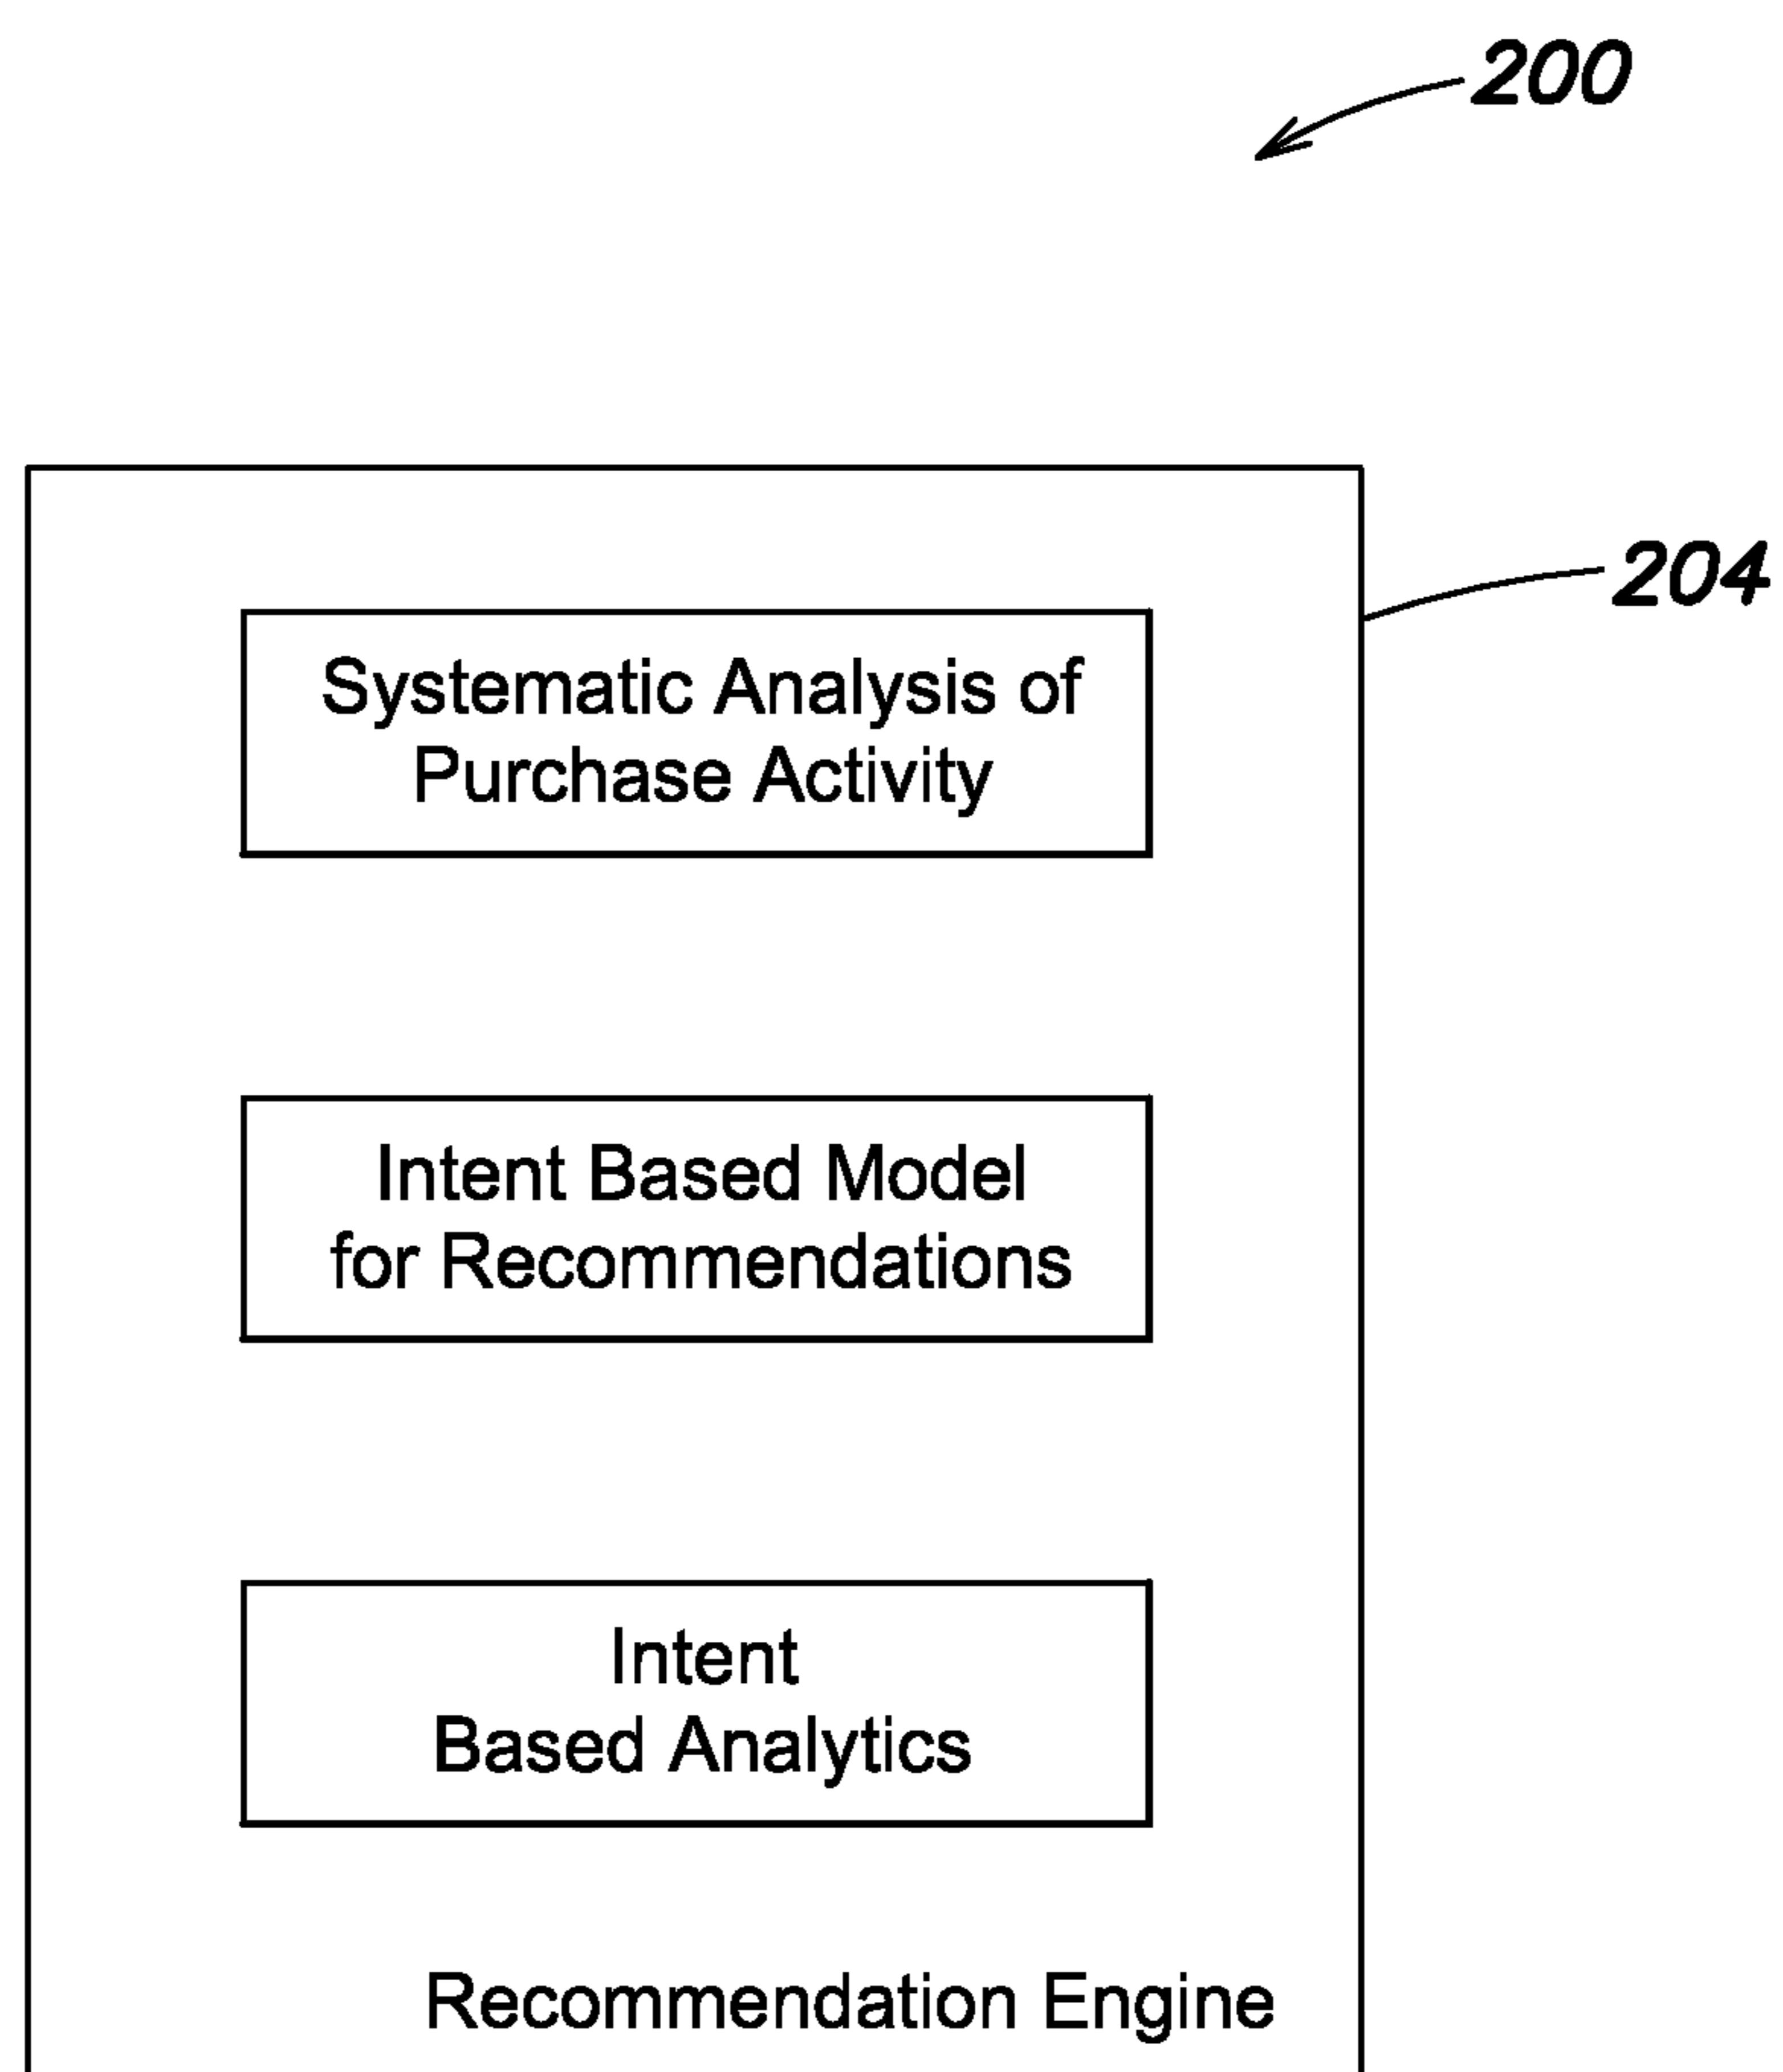 200
204
Systematic Analysis of
Purchase Activity
Intent Based Model
for Recommendations
Intent
Based Analytics
Recommendation Engine